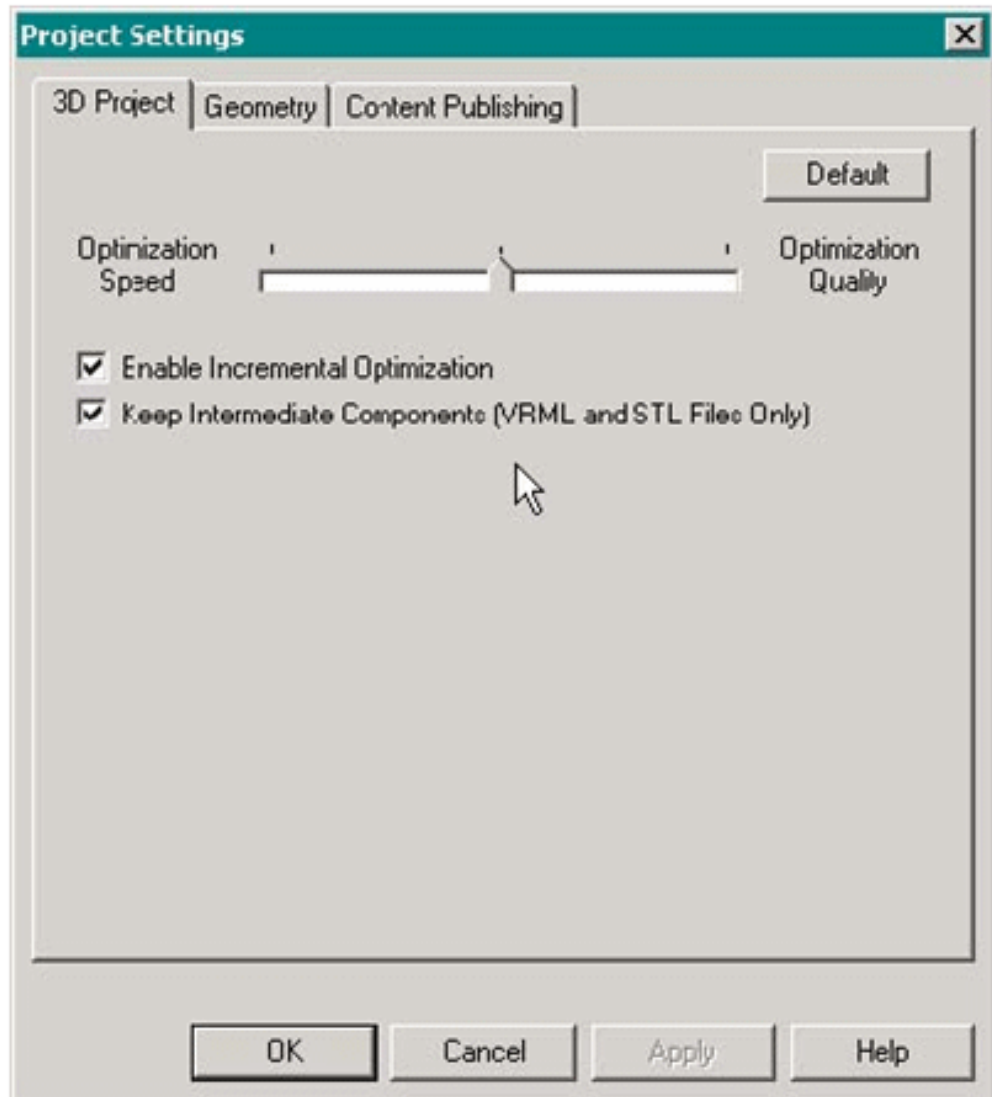 Project Settings
3D Project Geometry Content Publishing
Default
Optimization Speed
Optimization Quality
Enable Incremental Optimization
Keep Intermediate Components (VRML and STL Files Only)
OK Cancel Apply Help